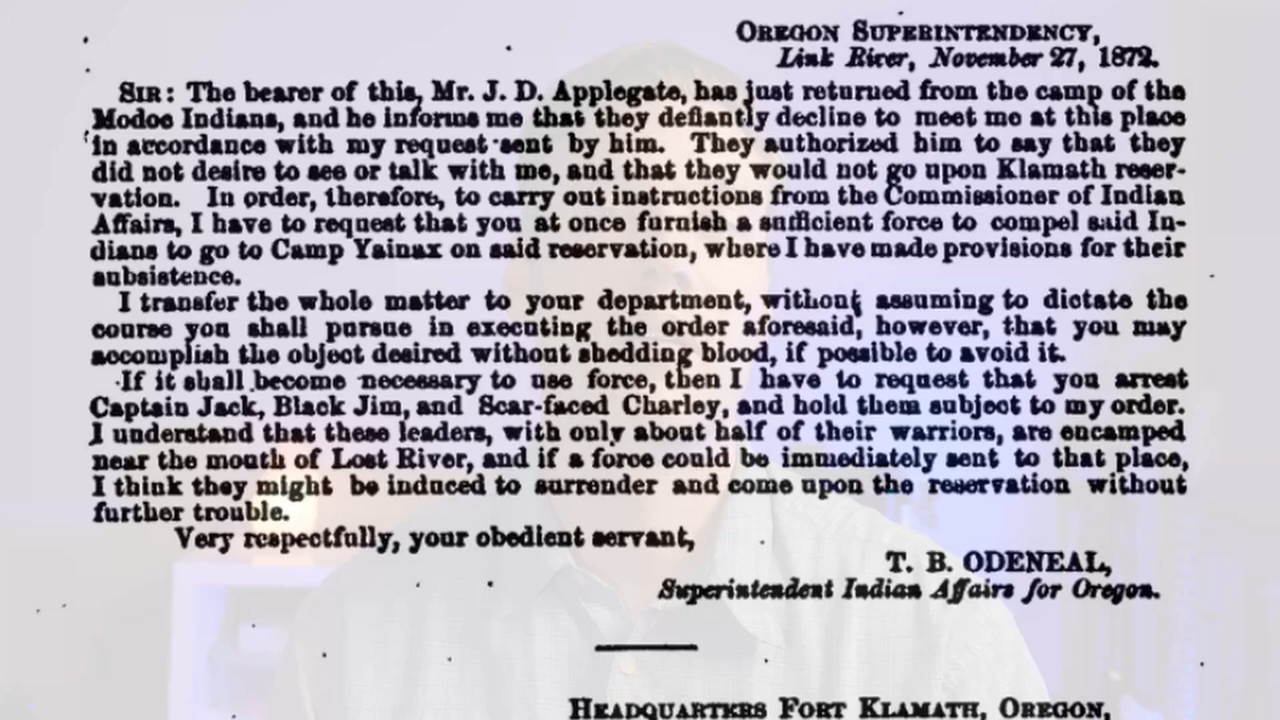 OREGON SUPERINTENDENCY,
Link River, November 27, 1872.
SIR: The bearer of this, Mr. J. D. Applegate, has just returned from the camp of the
Modoc Indians, and he informs me that they defiantly decline to meet me at this place
in accordance with my request sent by him. They authorized him to say that they
did not desire to see or talk with me, and that they would not go upon Klamath reser-
vation. In order, therefore, to carry out instructions from the Commissioner of Indian
Affairs, I have to request that you at once furnish a sufficient force to compel said In-
dians to go to Camp Yainax on said reservation, where I have made provisions for their
subsistence.
I transfer the whole matter to your department, without assuming to dictate the
course you shall pursue in executing the order aforesaid, however, that you may
accomplish the object desired without shedding blood, if possible to avoid it.
If it shall become necessary to use force, then I have to request that you arrest
Captain Jack, Black Jim, and Scar-faced Charley, and hold them subject to my order.
I understand that these leaders, with only about half of their warriors, are encamped
near the mouth of Lost River, and if a force could be immediately sent to that place,
I think they might be induced to surrender and come upon the reservation without
further trouble.
Very respectfully, your obedient servant,
T. B. ODENEAL,
Superintendent Indian Affairs for Oregon.
HEADQUARTERS FORT KLAMATH, OREGON,